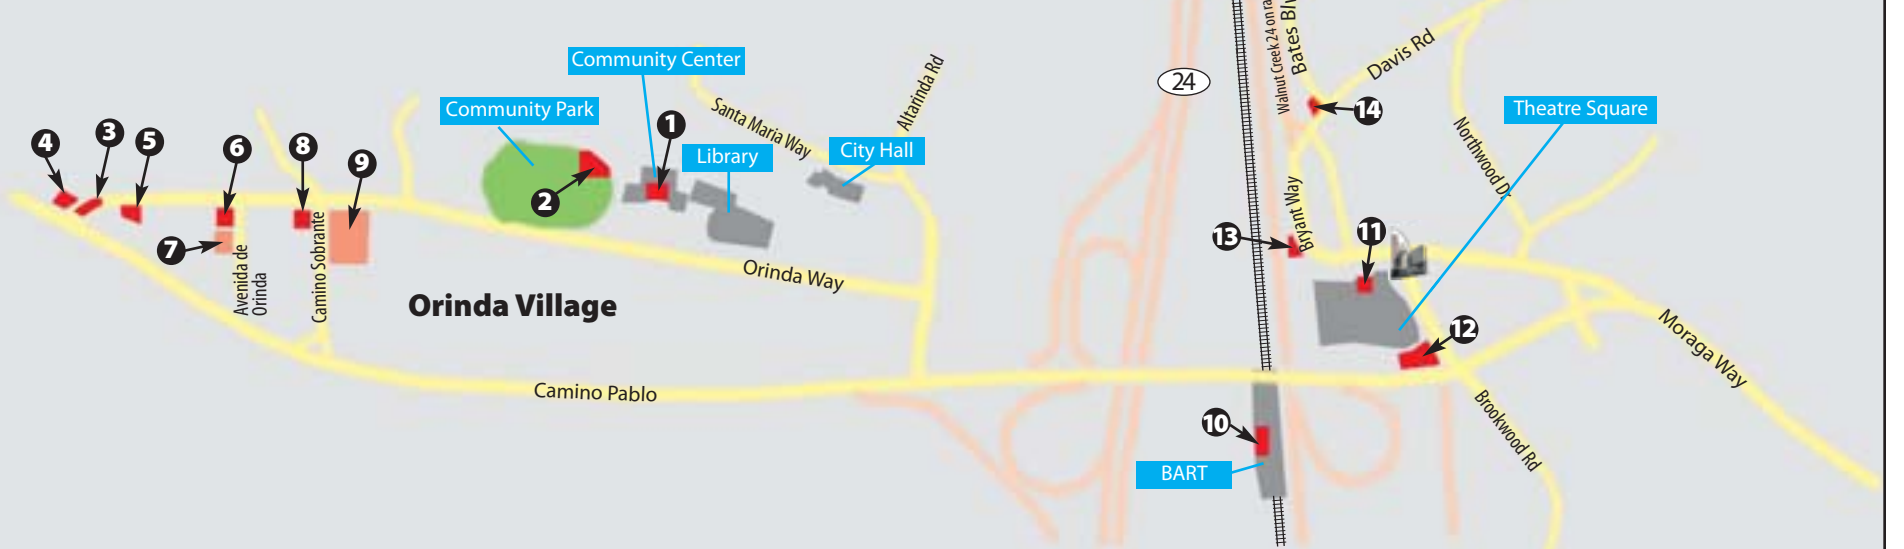 Community Center
Community Park
Library
City Hall
Theatre Square
BART
Santa Maria Way
Altarinda Rd
24
Walnut Creek 24 on
Bates
Davis Rd
Northwood
Bryant Way
Orinda Way
Orinda Village
Avenida de
Orinda
Camino Sobrante
Camino Pablo
Moraga Way
Brookwood Rd
1
2
3
4
5
6
7
8
9
10
11
12
13
14